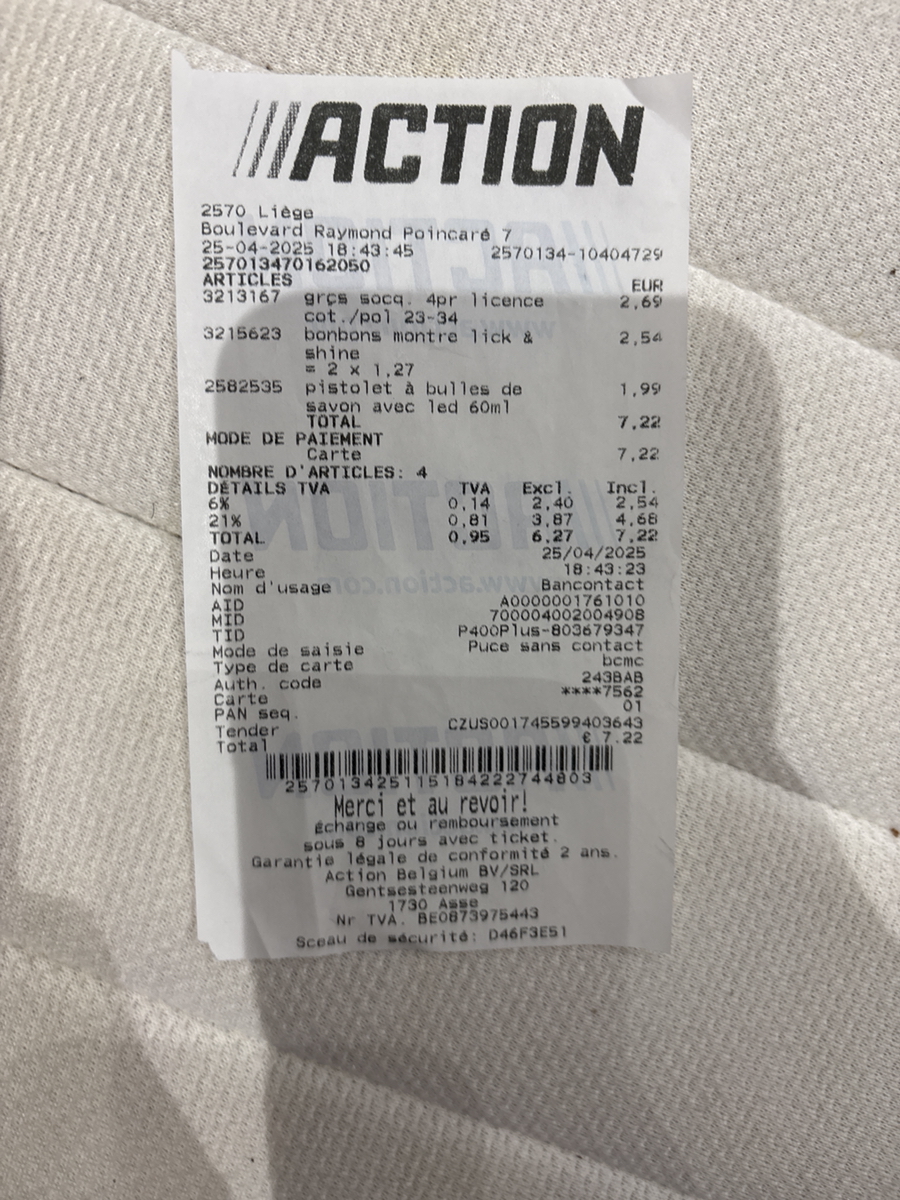 ACTION
2570 Liège
Boulevard Raymond Poincaré 7
25-04-2025 18:43:45 2570134-10404729
257013470162050
ARTICLES EUR
3213167 grçs socq. 4pr licence 2,69
cot./pol 23-34
3215623 bonbons montre lick & 2,54
shine
= 2 x 1,27
2582535 pistolet à bulles de 1,99
savon avec led 60ml
TOTAL 7,22
MODE DE PAIEMENT
Carte 7,22
NOMBRE D'ARTICLES: 4
DÉTAILS TVA TVA Excl. Incl.
6% 0,14 2,40 2,54
21% 0,81 3,87 4,68
TOTAL 0,95 6,27 7,22
Date 25/04/2025
Heure 18:43:23
Nom d'usage Bancontact
AID A0000001761010
MID 700004002004908
TID P400Plus-803679347
Mode de saisie Puce sans contact
Type de carte bcmc
Auth. code 243BAB
Carte ****7562
PAN seq. 01
Tender CZUS001745599403643
Total € 7.22
2570134251151842227448​03
Merci et au revoir!
Échange ou remboursement
sous 8 jours avec ticket.
Garantie légale de conformité 2 ans.
Action Belgium BV/SRL
Gentsesteenweg 120
1730 Asse
Nr TVA. BE0873975443
Sceau de sécurité: D46F3E51